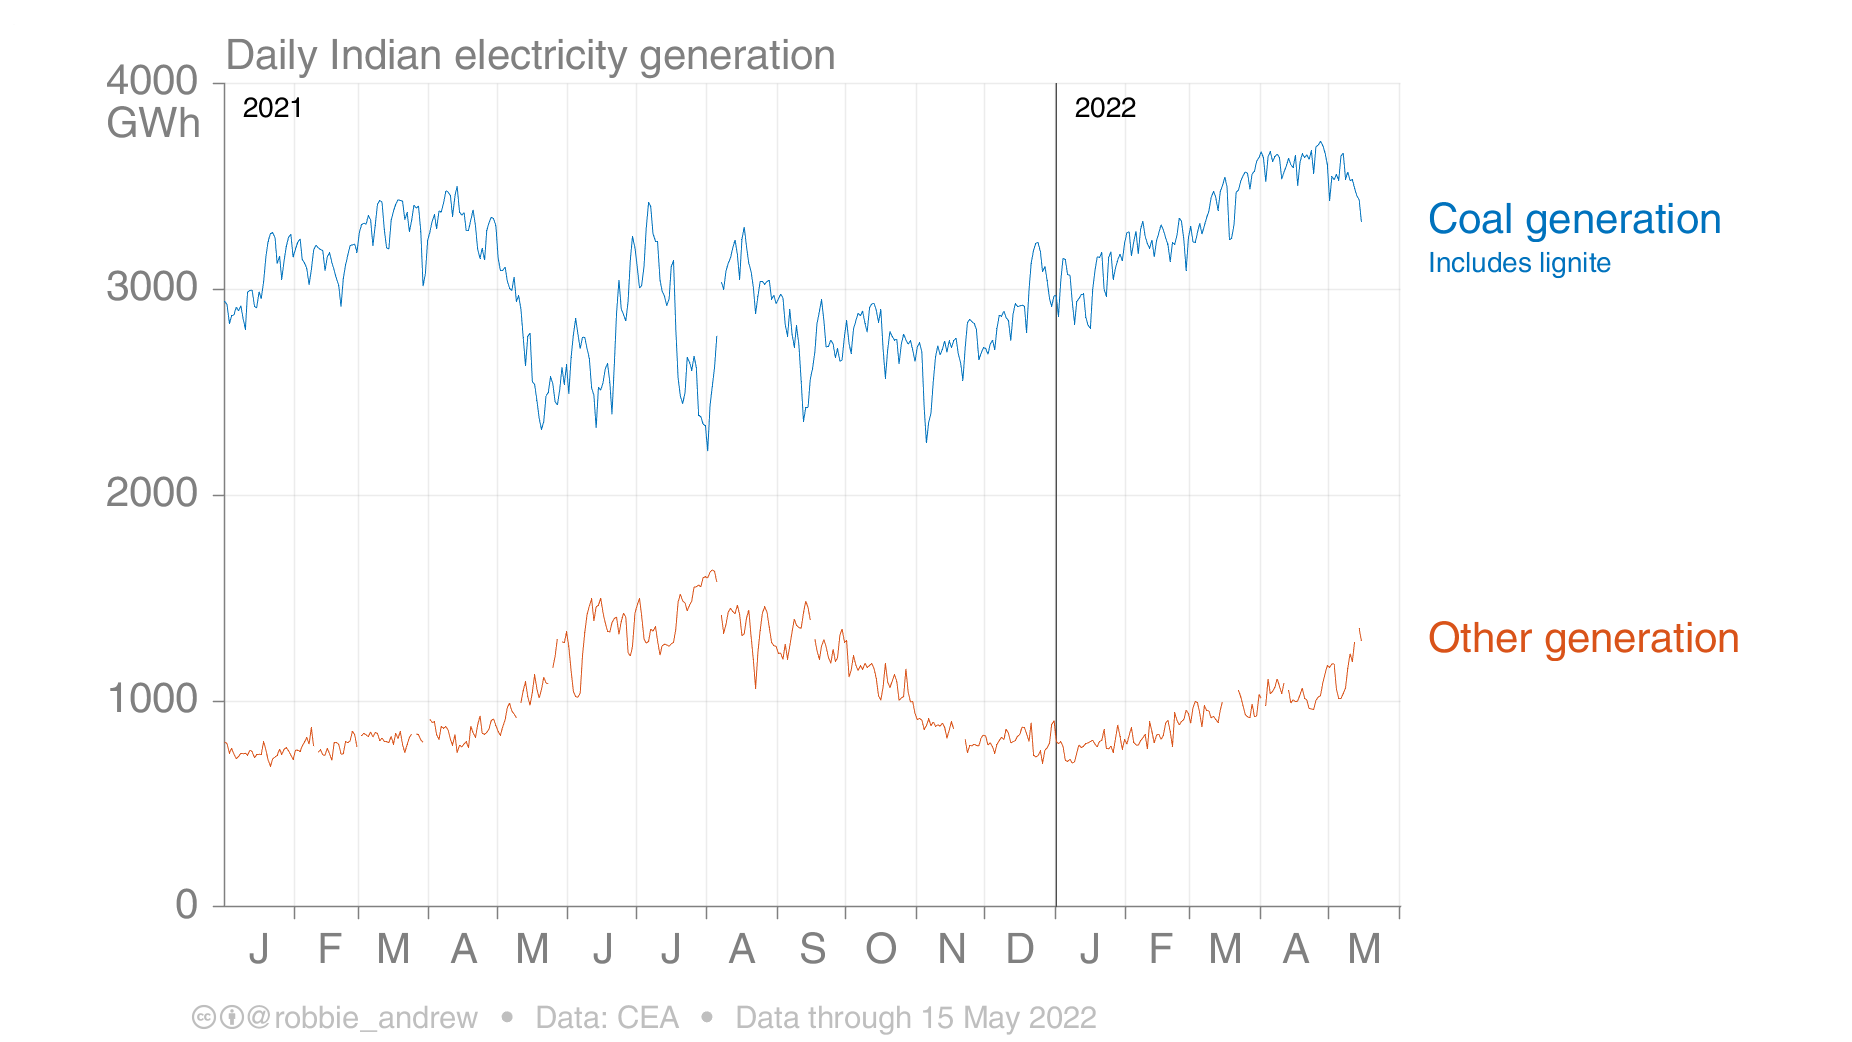 Daily Indian electricity generation
4000
GWh
2021
2022
3000
2000
1000
0
Coal generation
Includes lignite
Other generation
J F M A M J J A S O N D J F M A M
cc @robbie_andrew • Data: CEA • Data through 15 May 2022